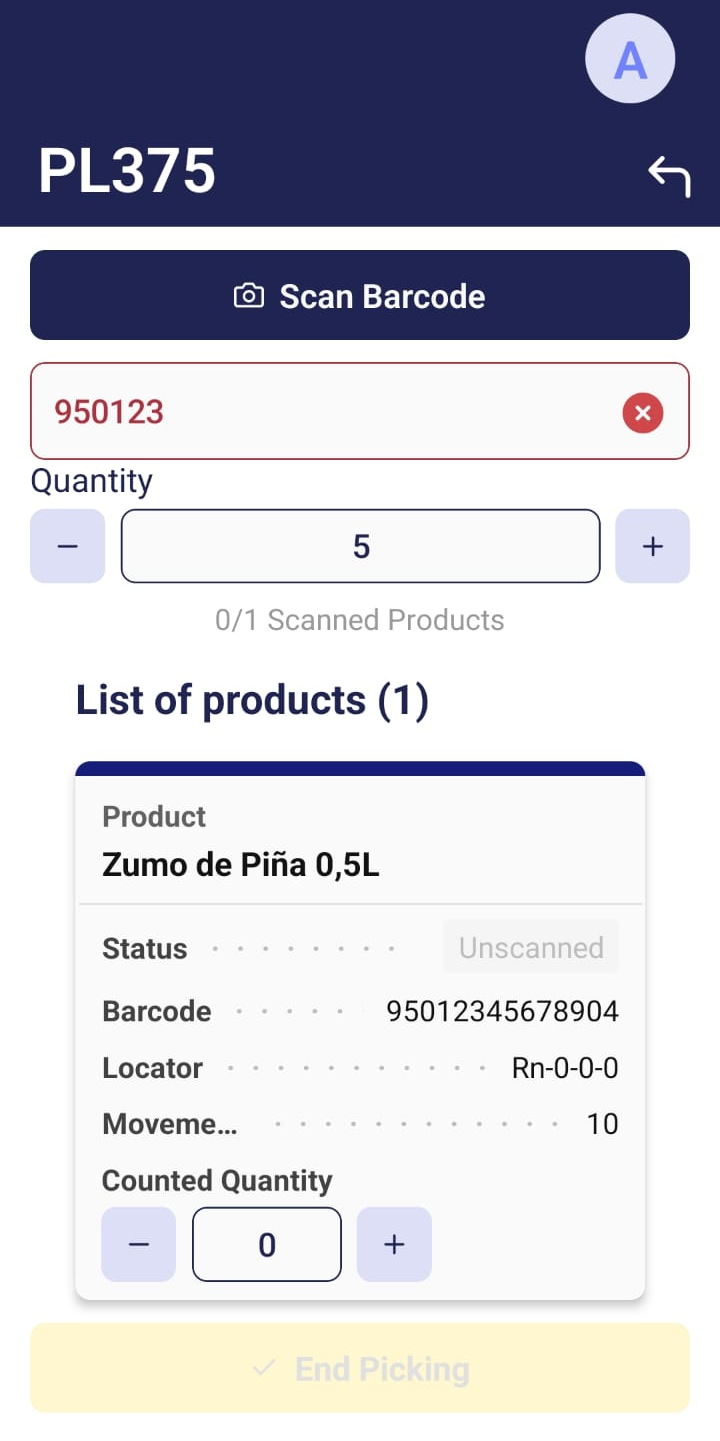 A
PL375
Scan Barcode
950123
Quantity
− 5 +
0/1 Scanned Products
List of products (1)
Product
Zumo de Piña 0,5L
Status Unscanned
Barcode 95012345678904
Locator Rn-0-0-0
Moveme... 10
Counted Quantity
− 0 +
End Picking